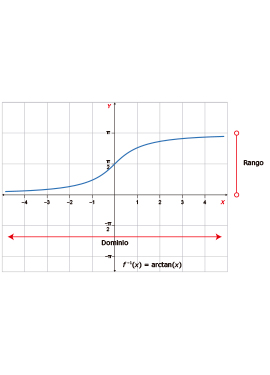 Y
π
π
2
Rango
–4 –3 –2 –1 1 2 3 4 X
–π
2
Dominio
–π
f⁻¹(x) = arctan(x)